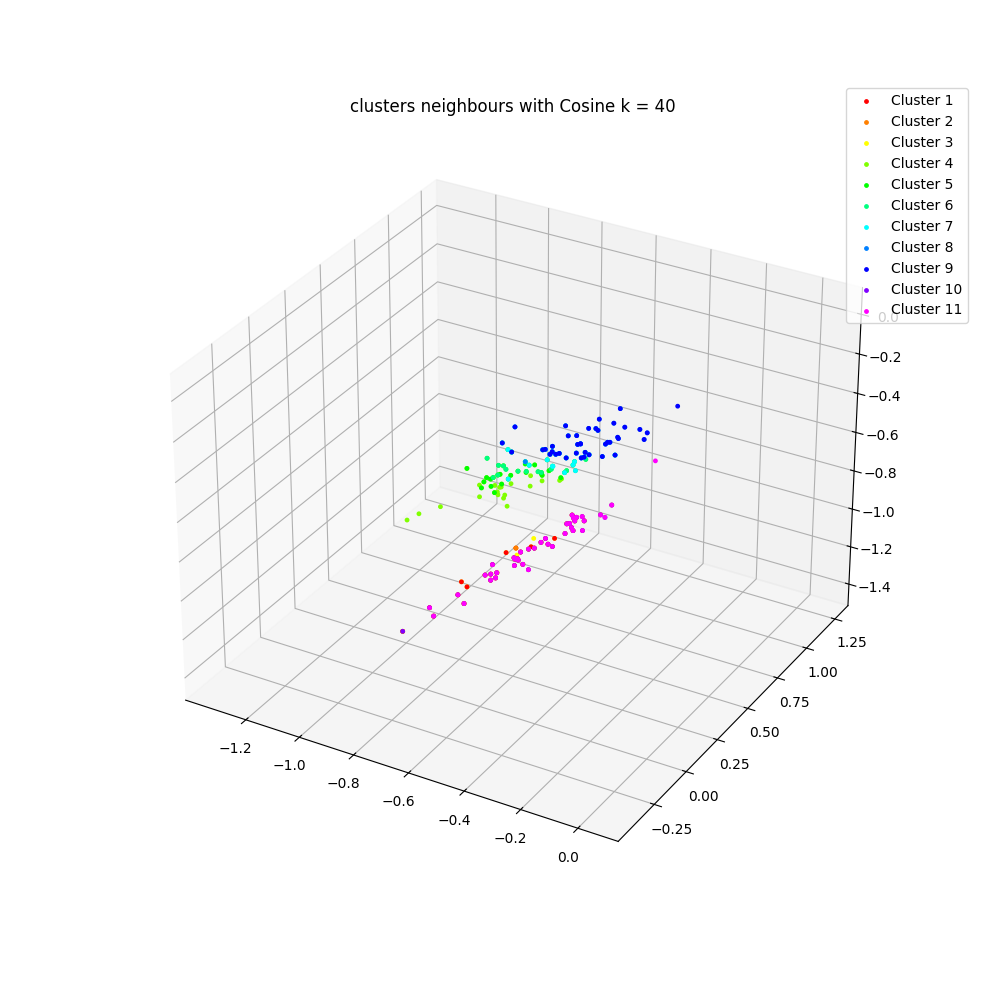 clusters neighbours with Cosine k = 40
Cluster 1
Cluster 2
Cluster 3
Cluster 4
Cluster 5
Cluster 6
Cluster 7
Cluster 8
Cluster 9
Cluster 10
Cluster 11
0.0
−0.2
−0.4
−0.6
−0.8
−1.0
−1.2
−1.4
1.25
1.00
0.75
0.50
0.25
0.00
−0.25
−1.2
−1.0
−0.8
−0.6
−0.4
−0.2
0.0